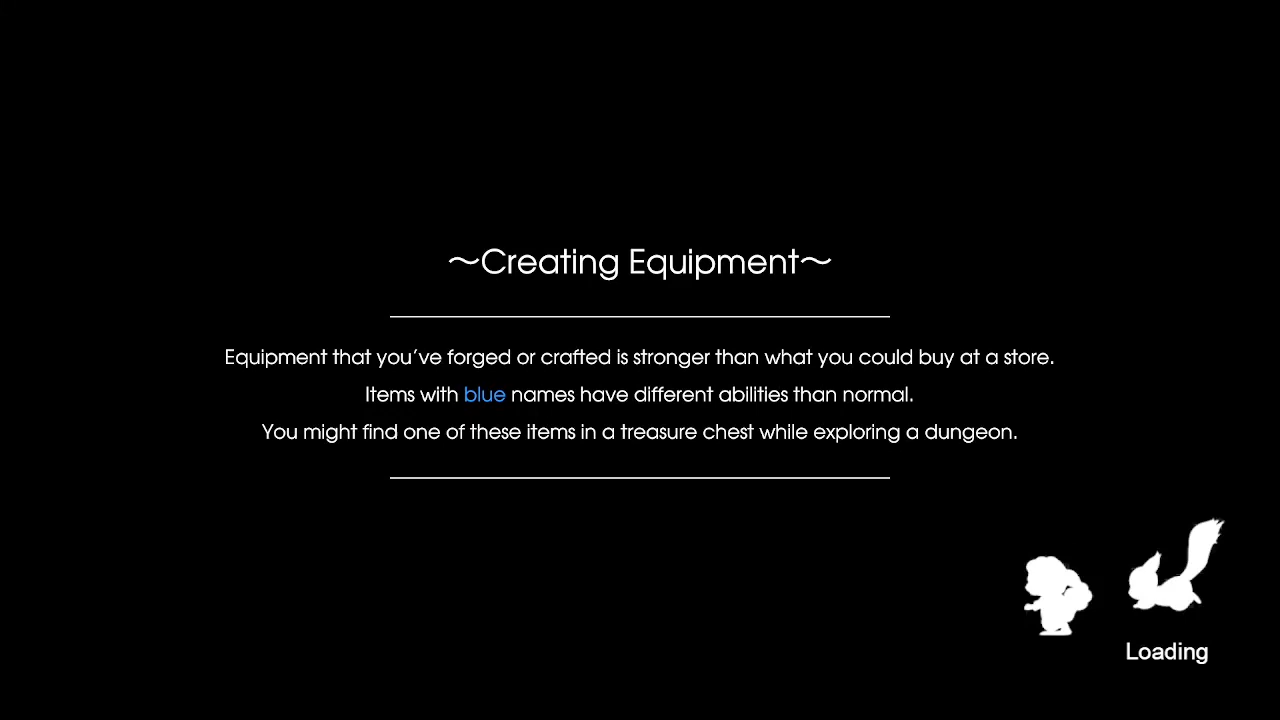 ～Creating Equipment～
Equipment that you've forged or crafted is stronger than what you could buy at a store.
Items with blue names have different abilities than normal.
You might find one of these items in a treasure chest while exploring a dungeon.
Loading